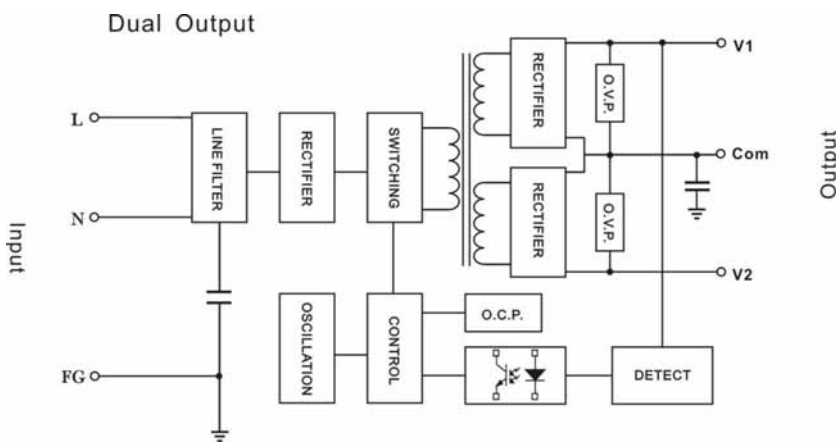 Dual Output
V1
RECTIFIER
O.V.P.
L
LINE FILTER
RECTIFIER
SWITCHING
Com
Output
N
Input
RECTIFIER
O.V.P.
V2
OSCILLATION
CONTROL
O.C.P.
FG
DETECT